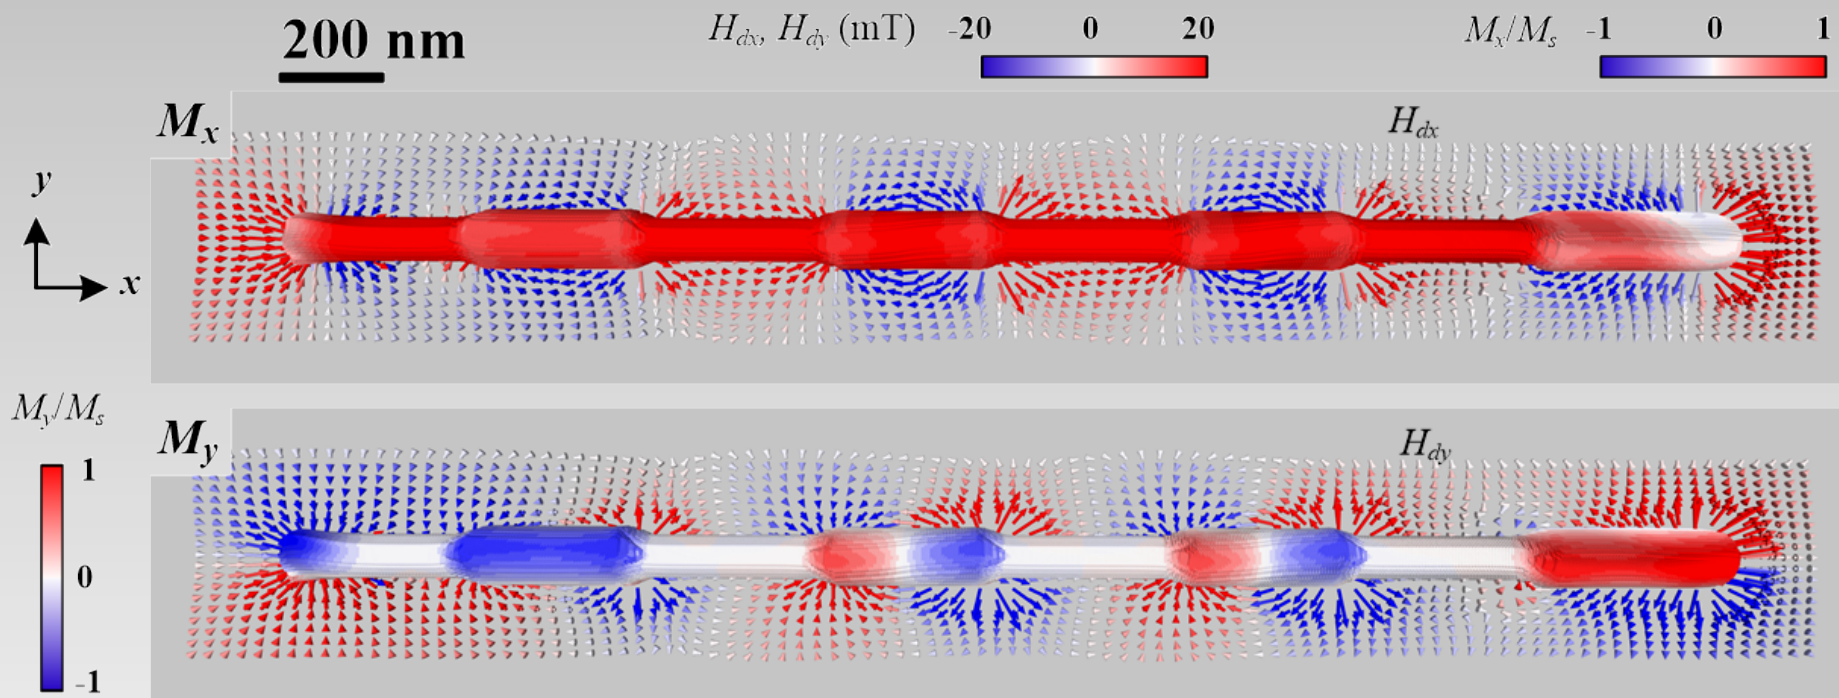 200 nm
Hdx, Hdy (mT) -20 0 20
Mx/Ms -1 0 1
Mx
Hdx
y
x
My/Ms
1
0
-1
My
Hdy